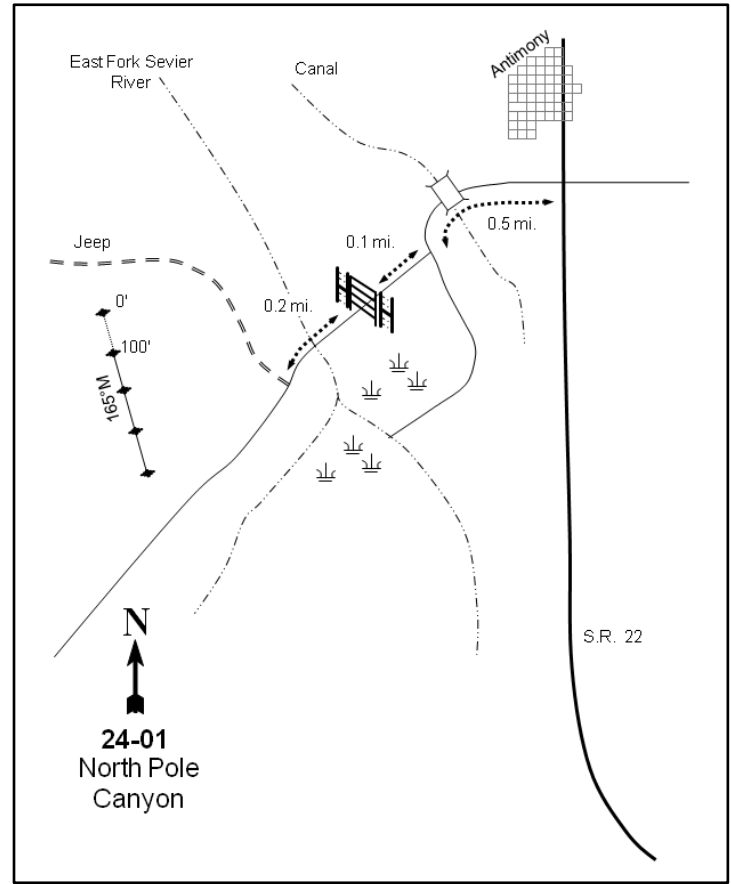 Antimony
East Fork Sevier
River
Canal
0.5 mi.
0.1 mi.
Jeep
0.2 mi.
0'
100'
165°M
S.R. 22
N
24-01
North Pole
Canyon